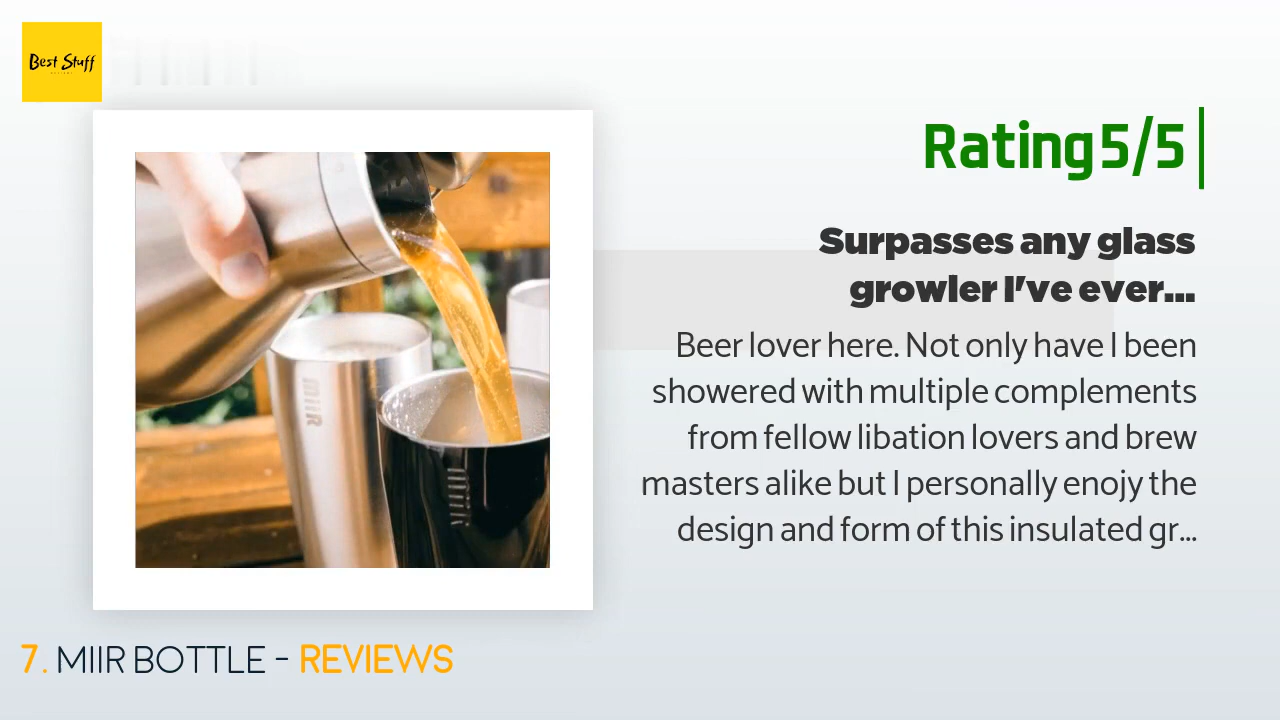 Best Stuff
Rating 5/5
Surpasses any glass
growler I've ever...
Beer lover here. Not only have I been
showered with multiple complements
from fellow libation lovers and brew
masters alike but I personally enojy the
design and form of this insulated gr...
MIIR
MIIR
7. MIIR BOTTLE - REVIEWS